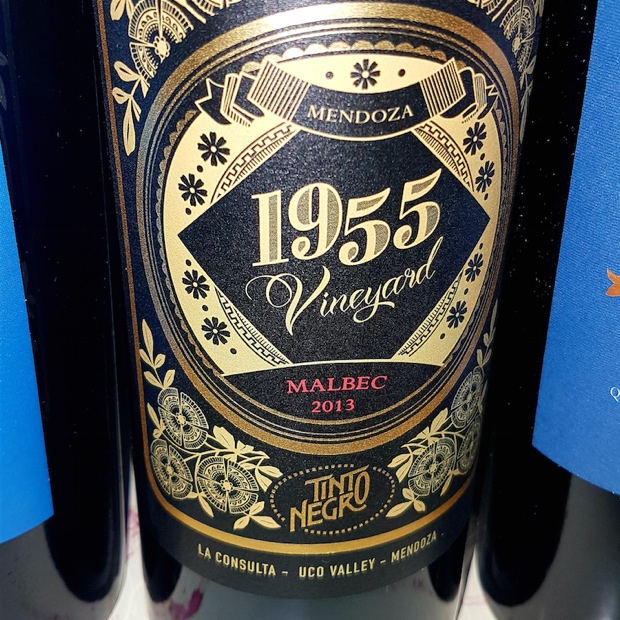 MENDOZA
1955
Vineyard
MALBEC
2013
TINTO
NEGRO
LA CONSULTA - UCO VALLEY - MENDOZA